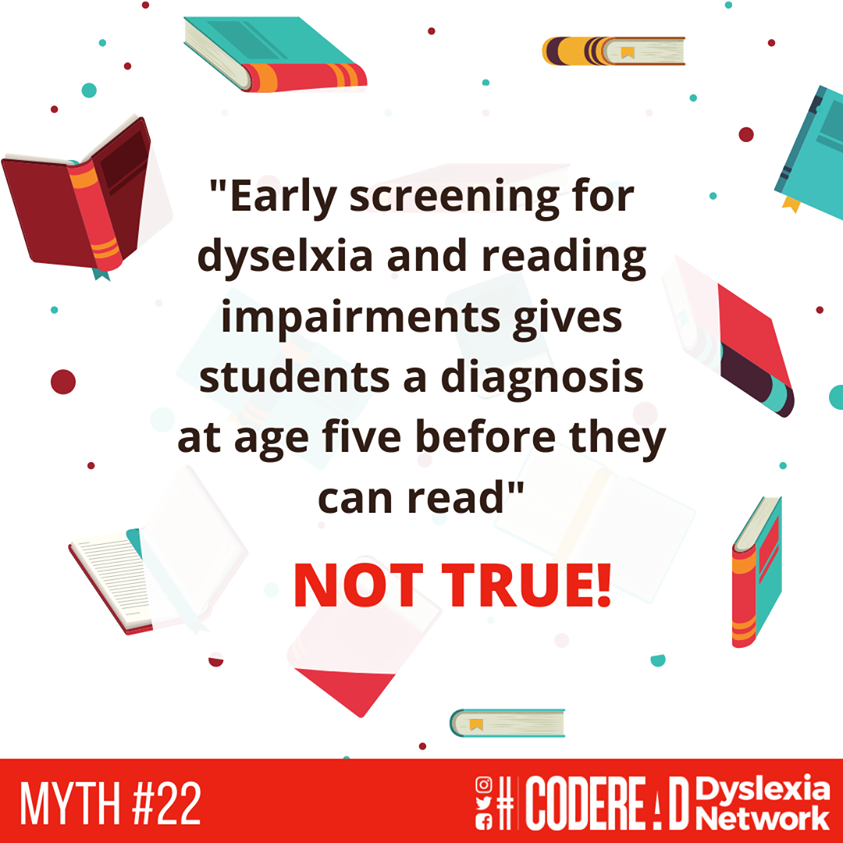 "Early screening for
dyselxia and reading
impairments gives
students a diagnosis
at age five before they
can read"
NOT TRUE!
MYTH #22
# CODEREAD Dyslexia
Network